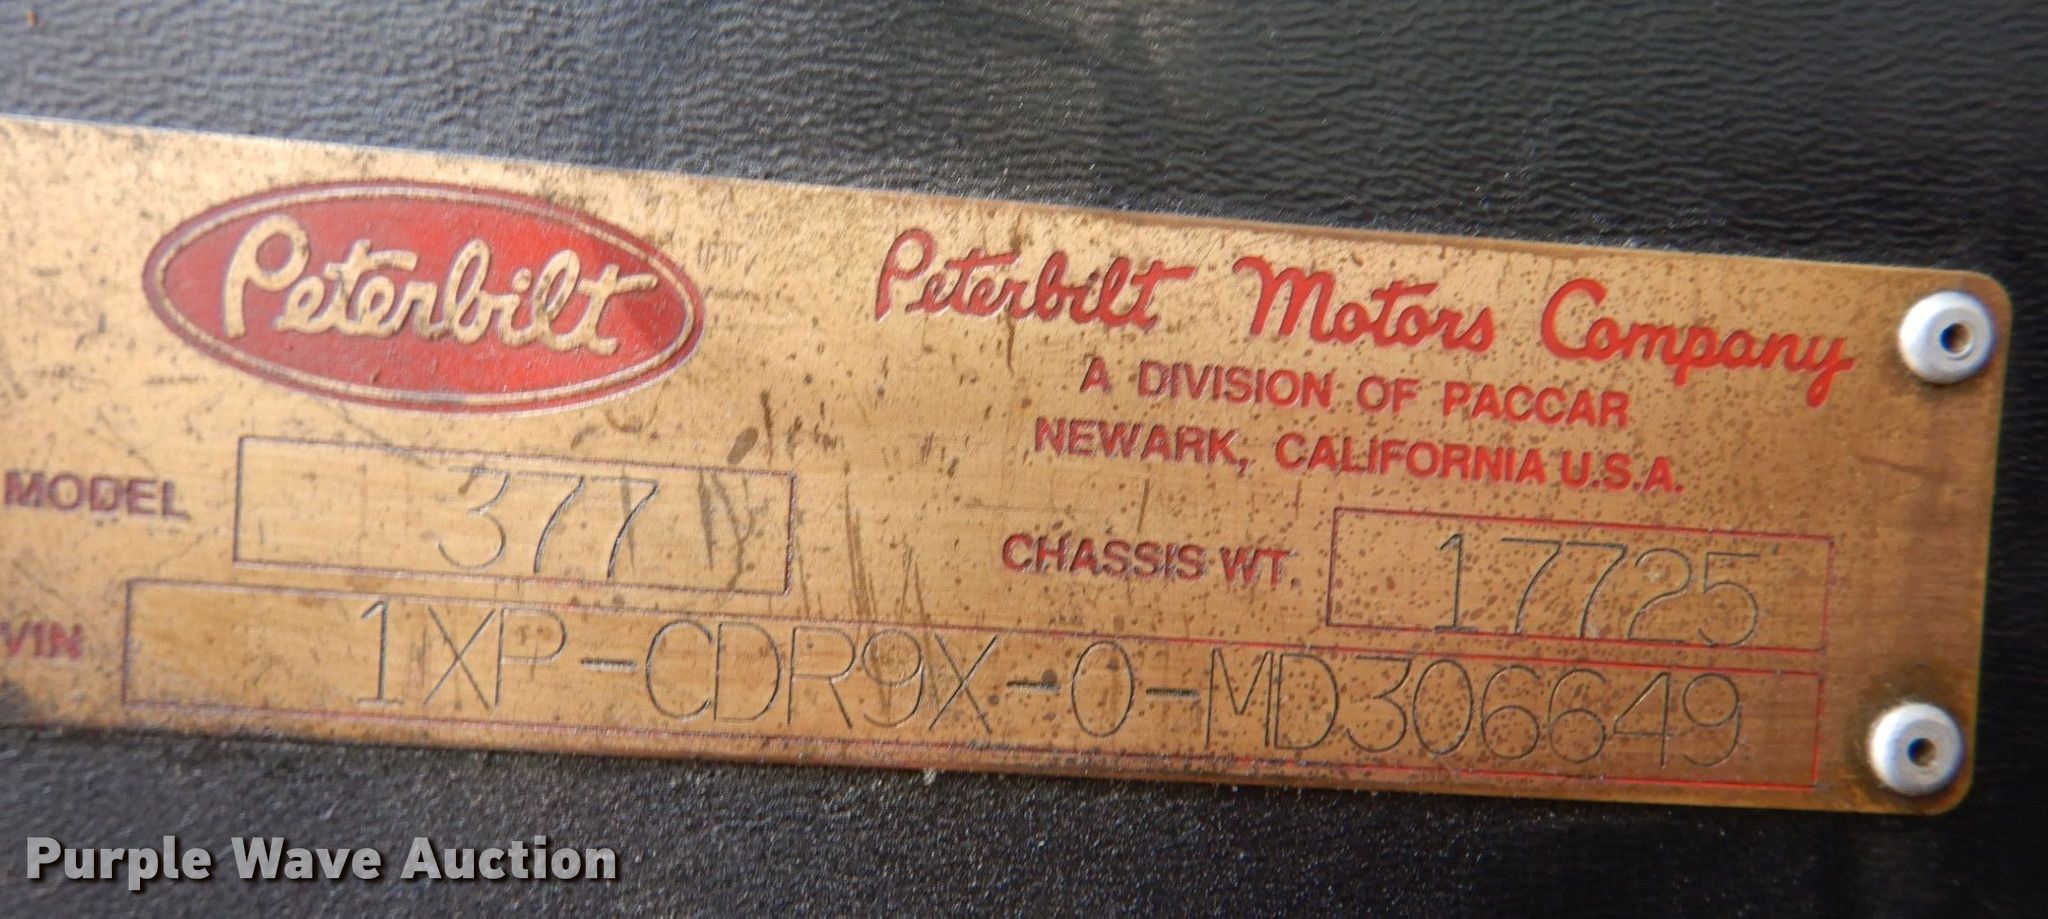 Peterbilt
Peterbilt Motors Company
A DIVISION OF PACCAR
NEWARK, CALIFORNIA U.S.A.
MODEL 377
CHASSIS WT. 17725
VIN 1XP-CDR9X-0-MD306649
Purple Wave Auction